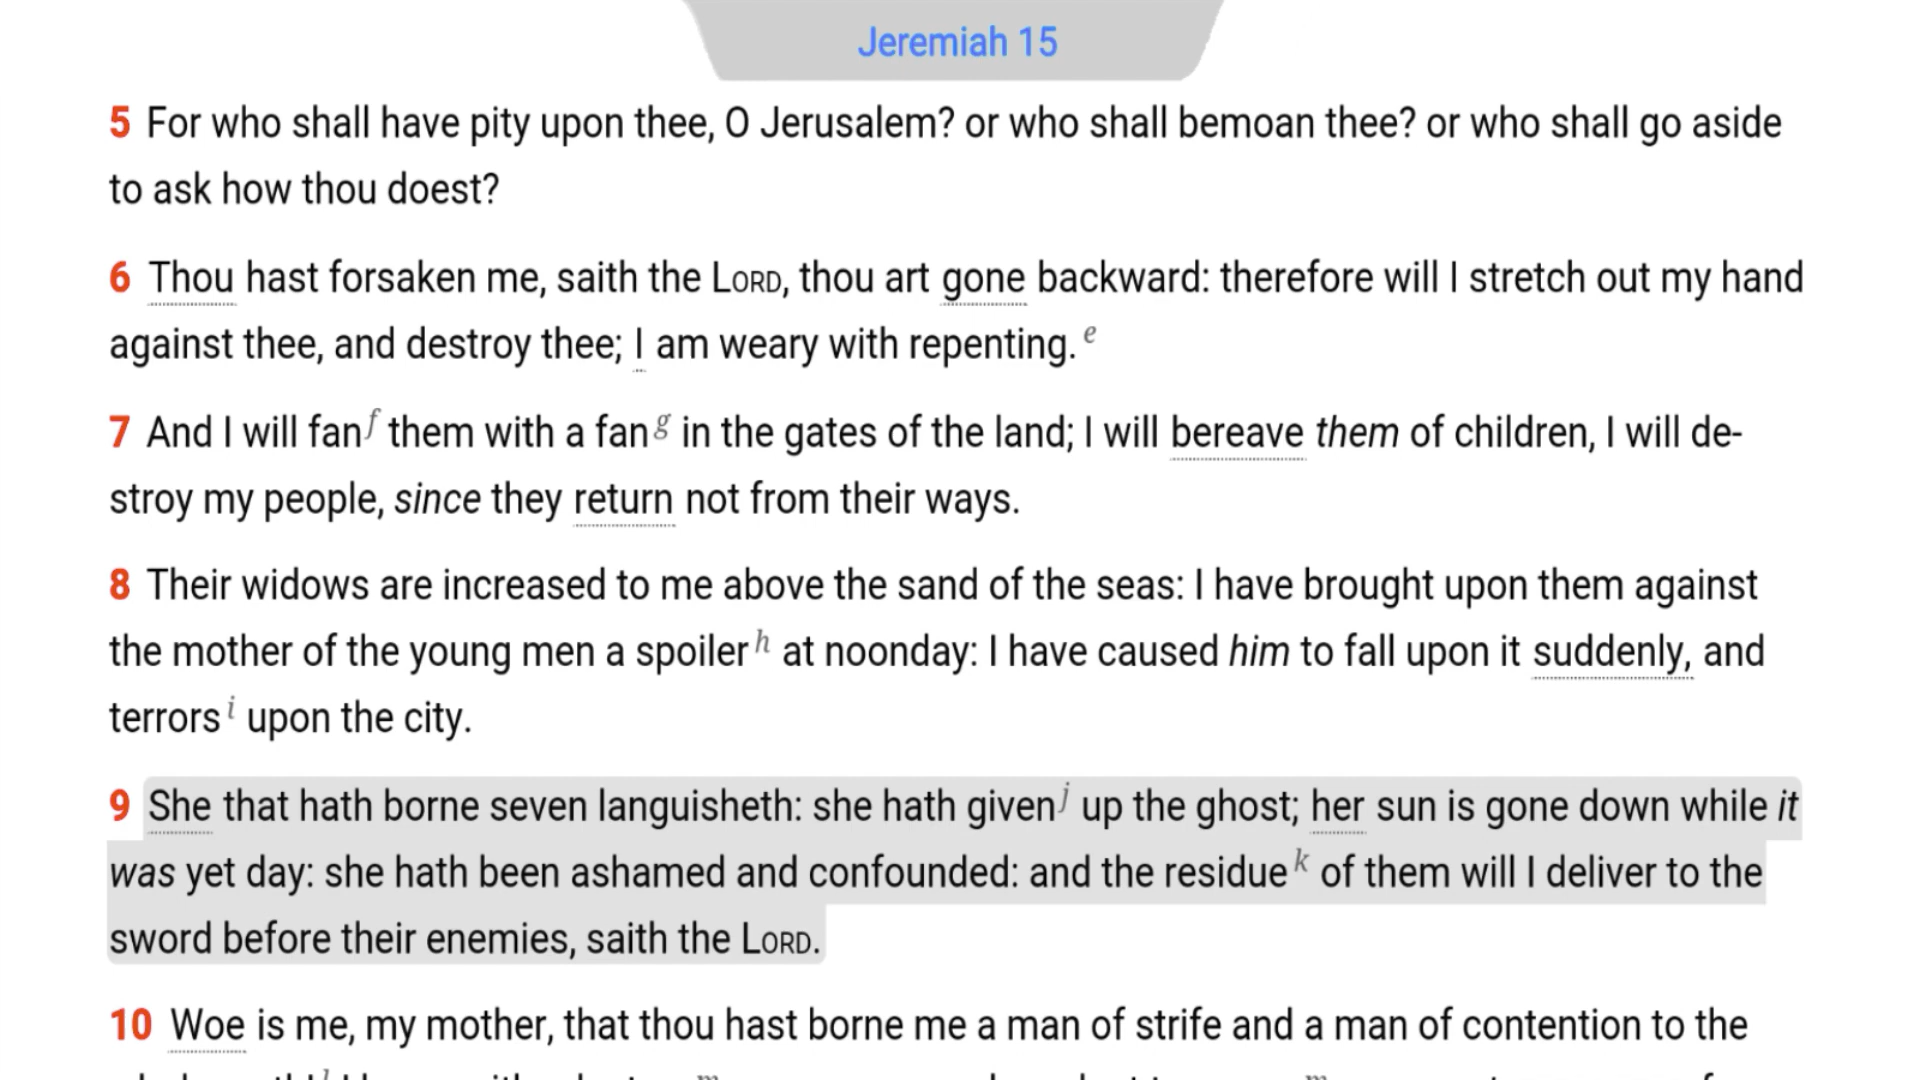 Jeremiah 15
5 For who shall have pity upon thee, O Jerusalem? or who shall bemoan thee? or who shall go aside
to ask how thou doest?
6 Thou hast forsaken me, saith the LORD, thou art gone backward: therefore will I stretch out my hand
against thee, and destroy thee; I am weary with repenting. e
7 And I will fan f them with a fan g in the gates of the land; I will bereave them of children, I will de-
stroy my people, since they return not from their ways.
8 Their widows are increased to me above the sand of the seas: I have brought upon them against
the mother of the young men a spoiler h at noonday: I have caused him to fall upon it suddenly, and
terrors i upon the city.
9 She that hath borne seven languisheth: she hath given j up the ghost; her sun is gone down while it
was yet day: she hath been ashamed and confounded: and the residue k of them will I deliver to the
sword before their enemies, saith the LORD.
10 Woe is me, my mother, that thou hast borne me a man of strife and a man of contention to the